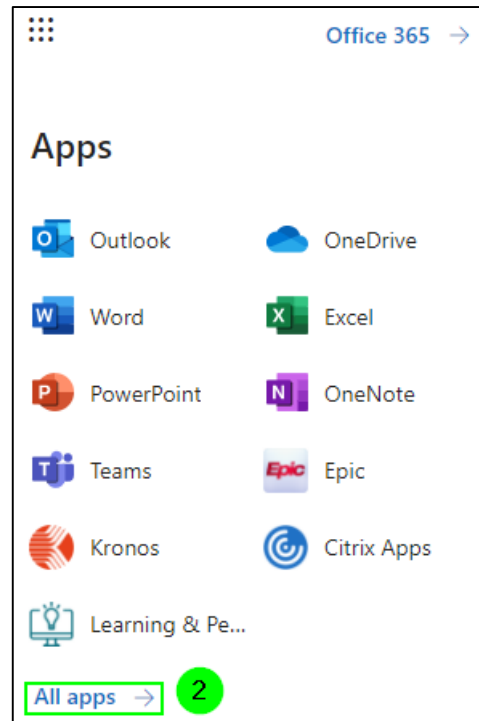 Office 365 →
Apps
Outlook OneDrive
Word Excel
PowerPoint OneNote
Teams Epic Epic
Kronos Citrix Apps
Learning & Pe...
All apps → 2